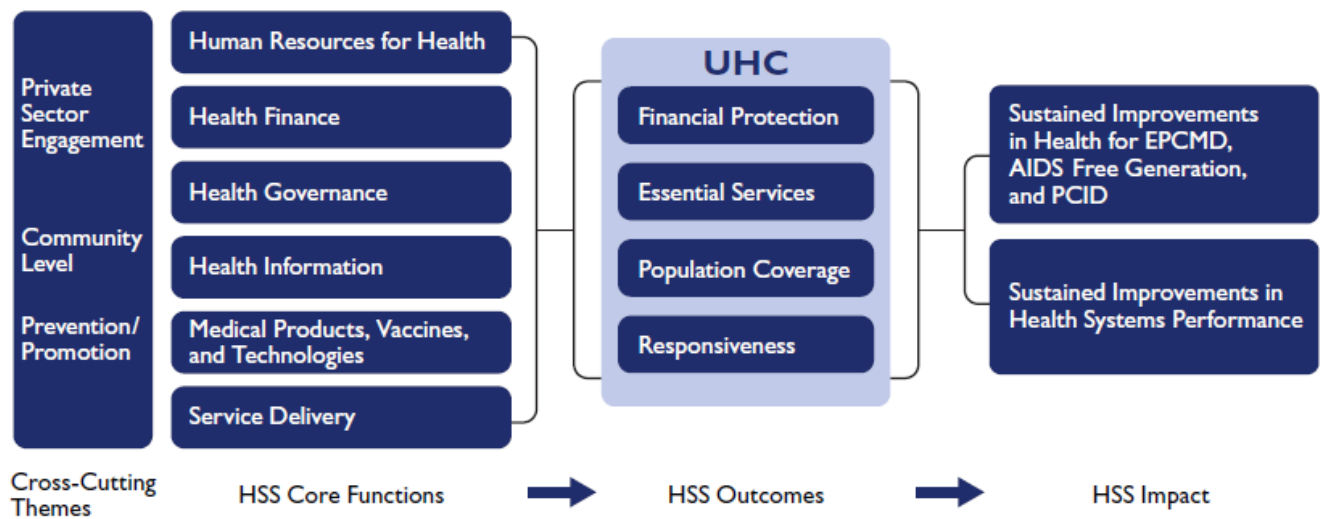 Private
Sector
Engagement
Community
Level
Prevention/
Promotion
Human Resources for Health
Health Finance
Health Governance
Health Information
Medical Products, Vaccines,
and Technologies
Service Delivery
UHC
Financial Protection
Essential Services
Population Coverage
Responsiveness
Sustained Improvements
in Health for EPCMD,
AIDS Free Generation,
and PCID
Sustained Improvements in
Health Systems Performance
Cross-Cutting
Themes
HSS Core Functions
HSS Outcomes
HSS Impact